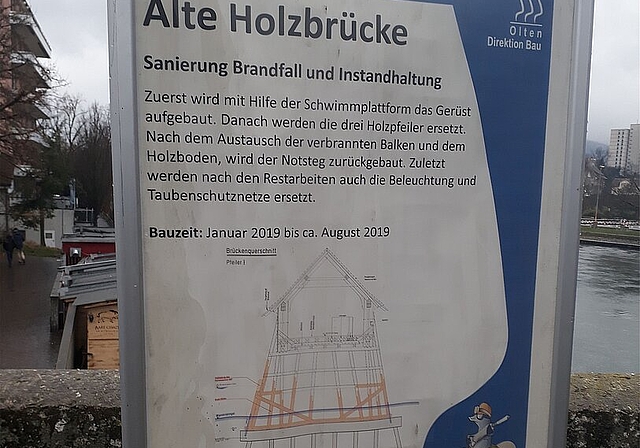 Alte Holzbrücke
Olten
Direktion Bau
Sanierung Brandfall und Instandhaltung
Zuerst wird mit Hilfe der Schwimmplattform das Gerüst
aufgebaut. Danach werden die drei Holzpfeiler ersetzt.
Nach dem Austausch der verbrannten Balken und dem
Holzboden, wird der Notsteg zurückgebaut. Zuletzt
werden nach den Restarbeiten auch die Beleuchtung und
Taubenschutznetze ersetzt.
Bauzeit: Januar 2019 bis ca. August 2019
Brückenquerschnitt
Pfeiler I